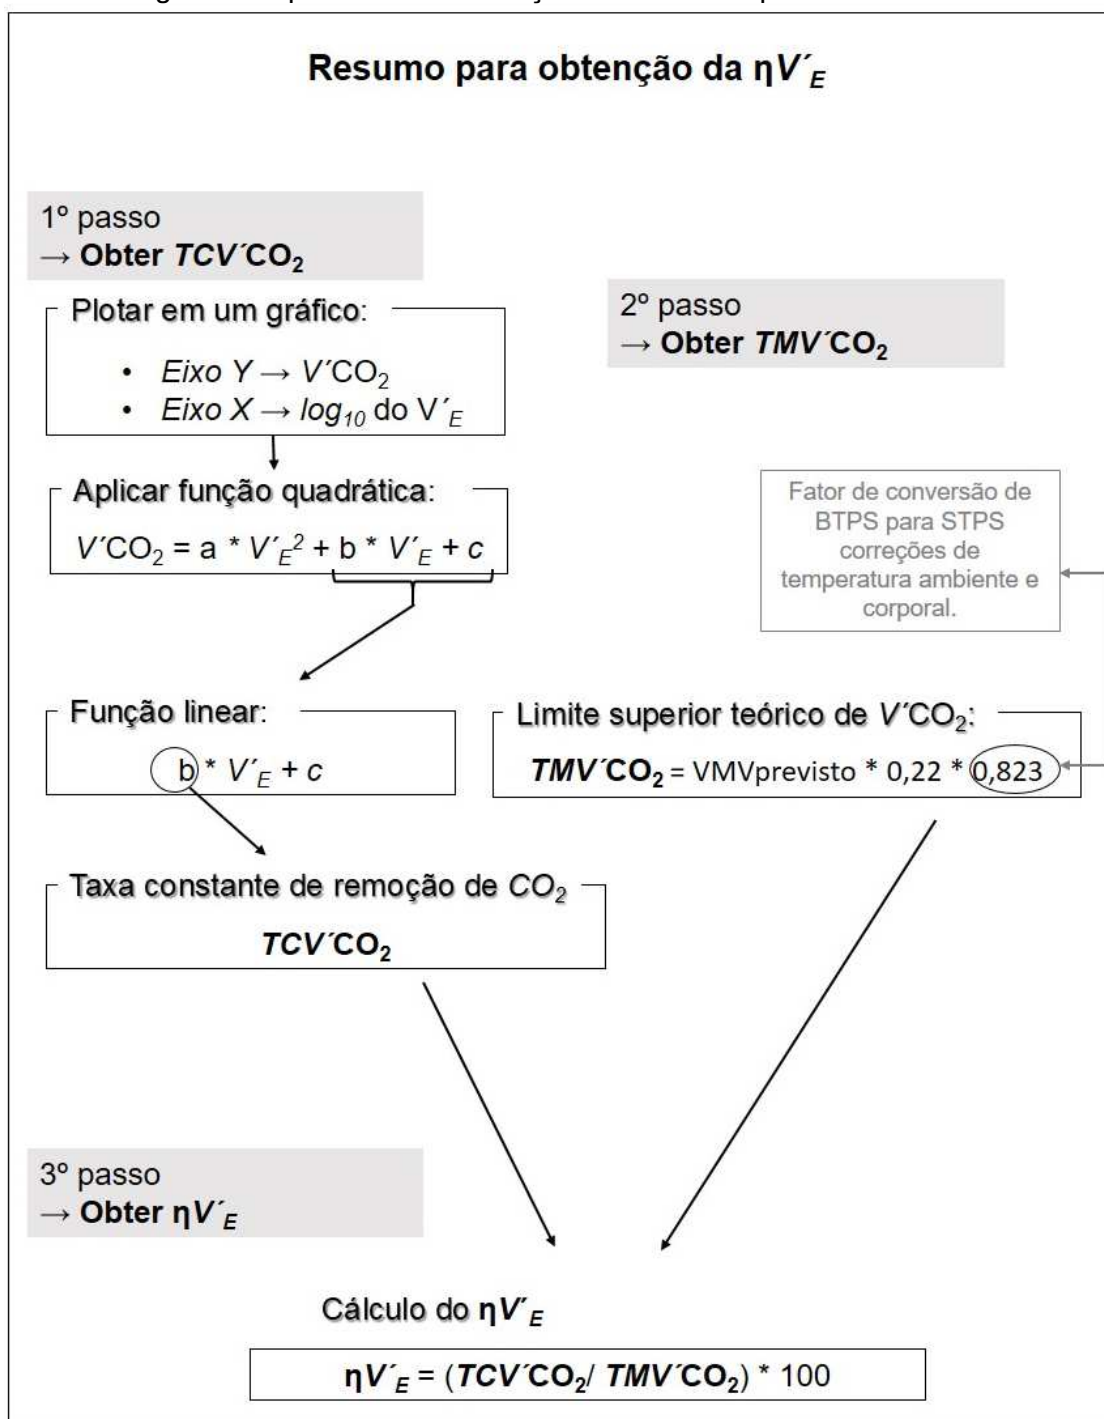 Resumo para obtenção da ηV´E
1º passo
→ Obter TCV´CO₂
Plotar em um gráfico:
• Eixo Y → V´CO₂
• Eixo X → log₁₀ do V´E
Aplicar função quadrática:
V´CO₂ = a * V´E² + b * V´E + c
Função linear:
b * V´E + c
Taxa constante de remoção de CO₂
TCV´CO₂
2º passo
→ Obter TMV´CO₂
Fator de conversão de
BTPS para STPS
correções de
temperatura ambiente e
corporal.
Limite superior teórico de V´CO₂:
TMV´CO₂ = VMVprevisto * 0,22 * 0,823
3º passo
→ Obter ηV´E
Cálculo do ηV´E
ηV´E = (TCV´CO₂/ TMV´CO₂) * 100